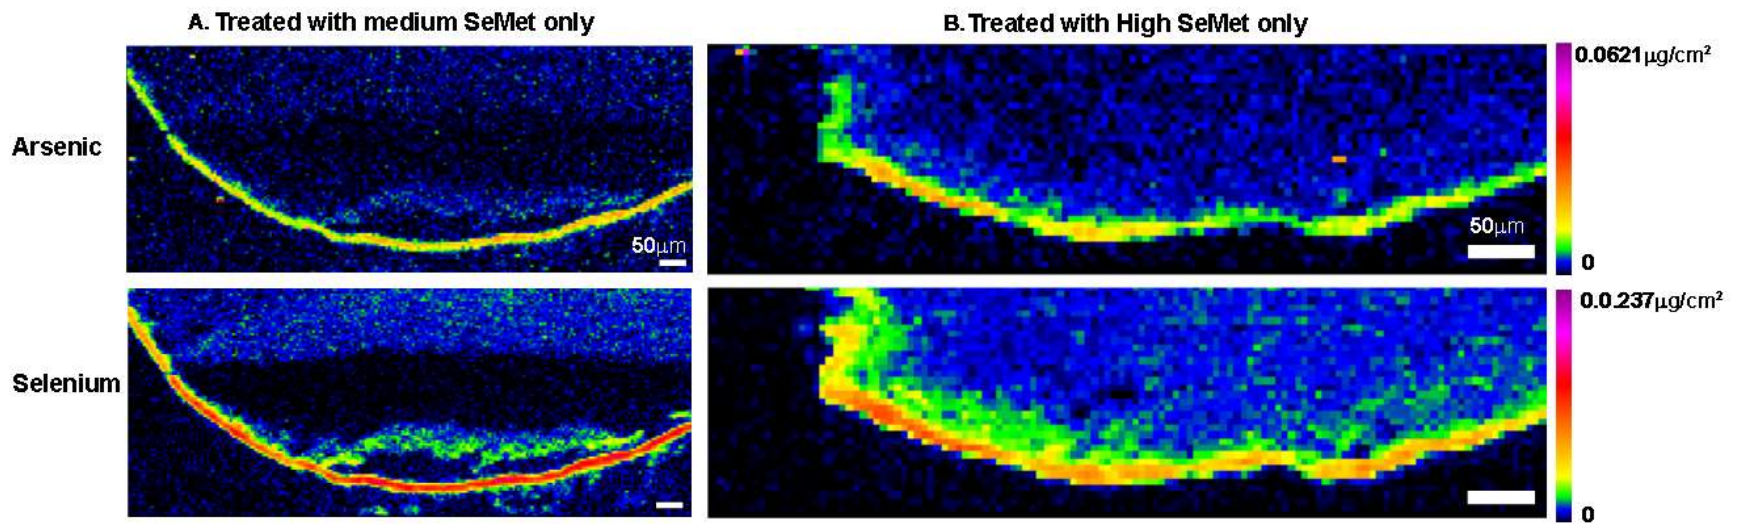 A. Treated with medium SeMet only
B.Treated with High SeMet only
Arsenic
50μm
50μm
0.0621μg/cm²
0
Selenium
0.0.237μg/cm²
0